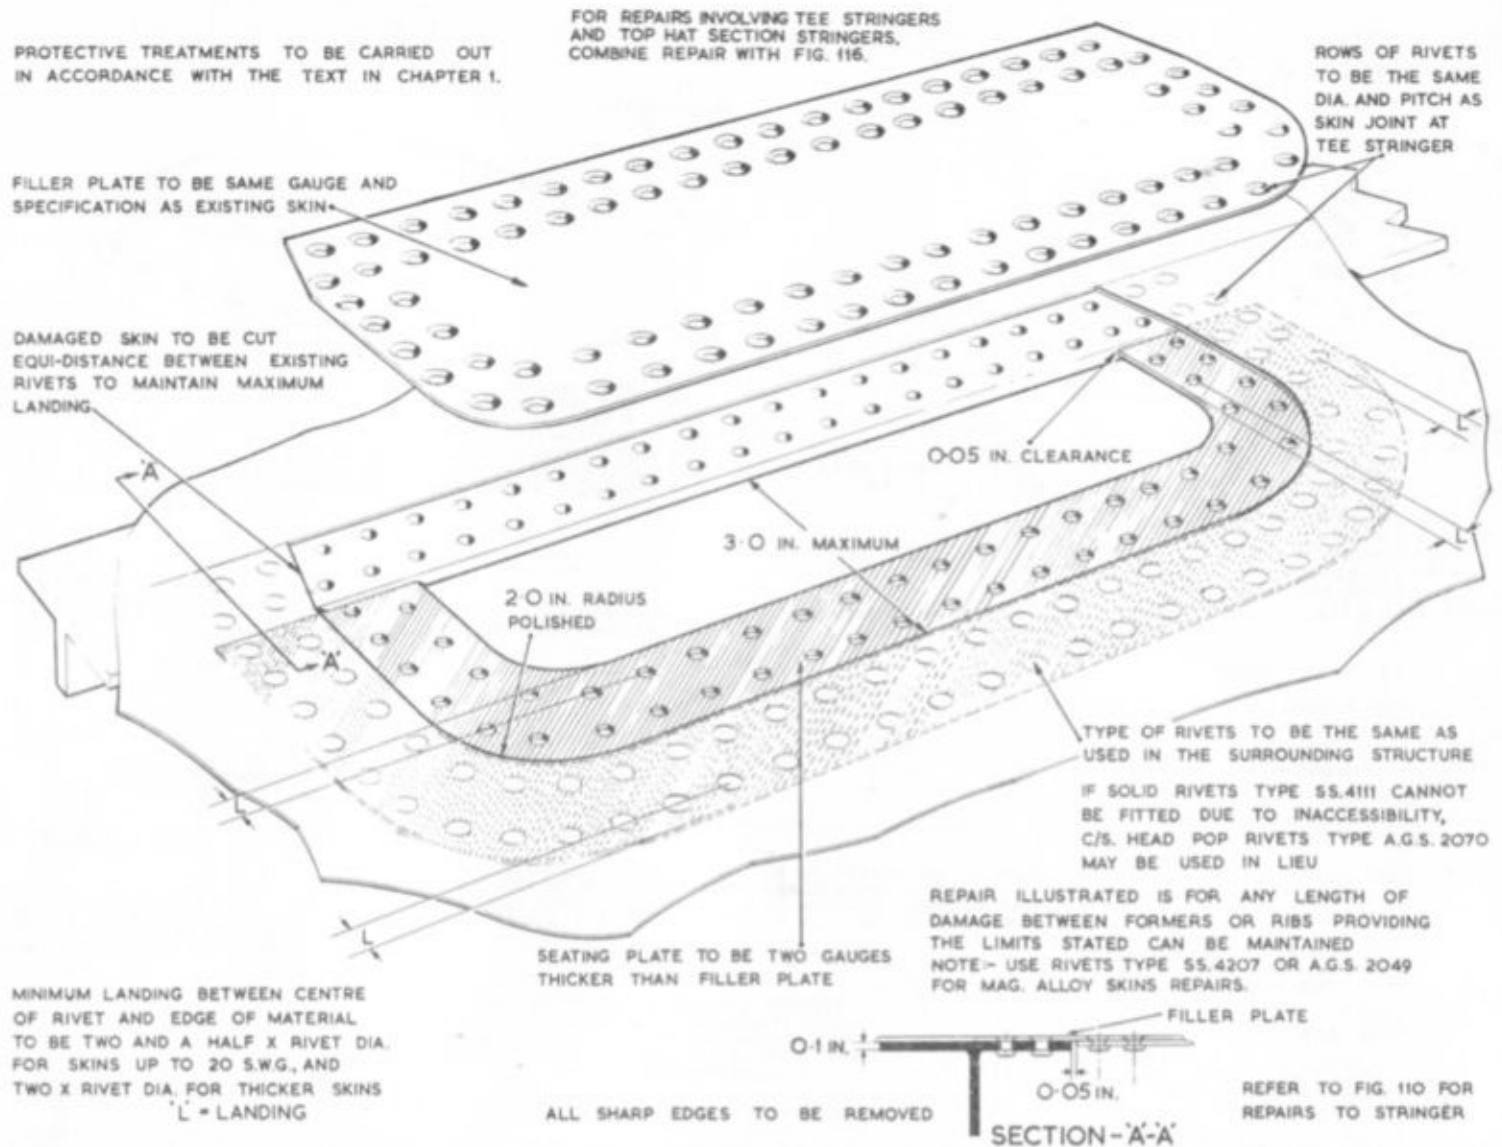 PROTECTIVE TREATMENTS TO BE CARRIED OUT
IN ACCORDANCE WITH THE TEXT IN CHAPTER 1.
FOR REPAIRS INVOLVING TEE STRINGERS
AND TOP HAT SECTION STRINGERS,
COMBINE REPAIR WITH FIG. 116.
ROWS OF RIVETS
TO BE THE SAME
DIA. AND PITCH AS
SKIN JOINT AT
TEE STRINGER
FILLER PLATE TO BE SAME GAUGE AND
SPECIFICATION AS EXISTING SKIN
DAMAGED SKIN TO BE CUT
EQUI-DISTANCE BETWEEN EXISTING
RIVETS TO MAINTAIN MAXIMUM
LANDING
'A'
L
0·05 IN. CLEARANCE
3·0 IN. MAXIMUM
L
2·0 IN. RADIUS
POLISHED
'A'
TYPE OF RIVETS TO BE THE SAME AS
USED IN THE SURROUNDING STRUCTURE
IF SOLID RIVETS TYPE SS.4111 CANNOT
BE FITTED DUE TO INACCESSIBILITY,
C/S. HEAD POP RIVETS TYPE A.G.S. 2070
MAY BE USED IN LIEU
L
L
REPAIR ILLUSTRATED IS FOR ANY LENGTH OF
DAMAGE BETWEEN FORMERS OR RIBS PROVIDING
THE LIMITS STATED CAN BE MAINTAINED
NOTE:- USE RIVETS TYPE SS.4207 OR A.G.S. 2049
FOR MAG. ALLOY SKINS REPAIRS.
SEATING PLATE TO BE TWO GAUGES
THICKER THAN FILLER PLATE
MINIMUM LANDING BETWEEN CENTRE
OF RIVET AND EDGE OF MATERIAL
TO BE TWO AND A HALF X RIVET DIA.
FOR SKINS UP TO 20 S.W.G., AND
TWO X RIVET DIA. FOR THICKER SKINS
'L' = LANDING
FILLER PLATE
0·1 IN.
0·05 IN.
ALL SHARP EDGES TO BE REMOVED
SECTION-'A'-'A'
REFER TO FIG. 110 FOR
REPAIRS TO STRINGER